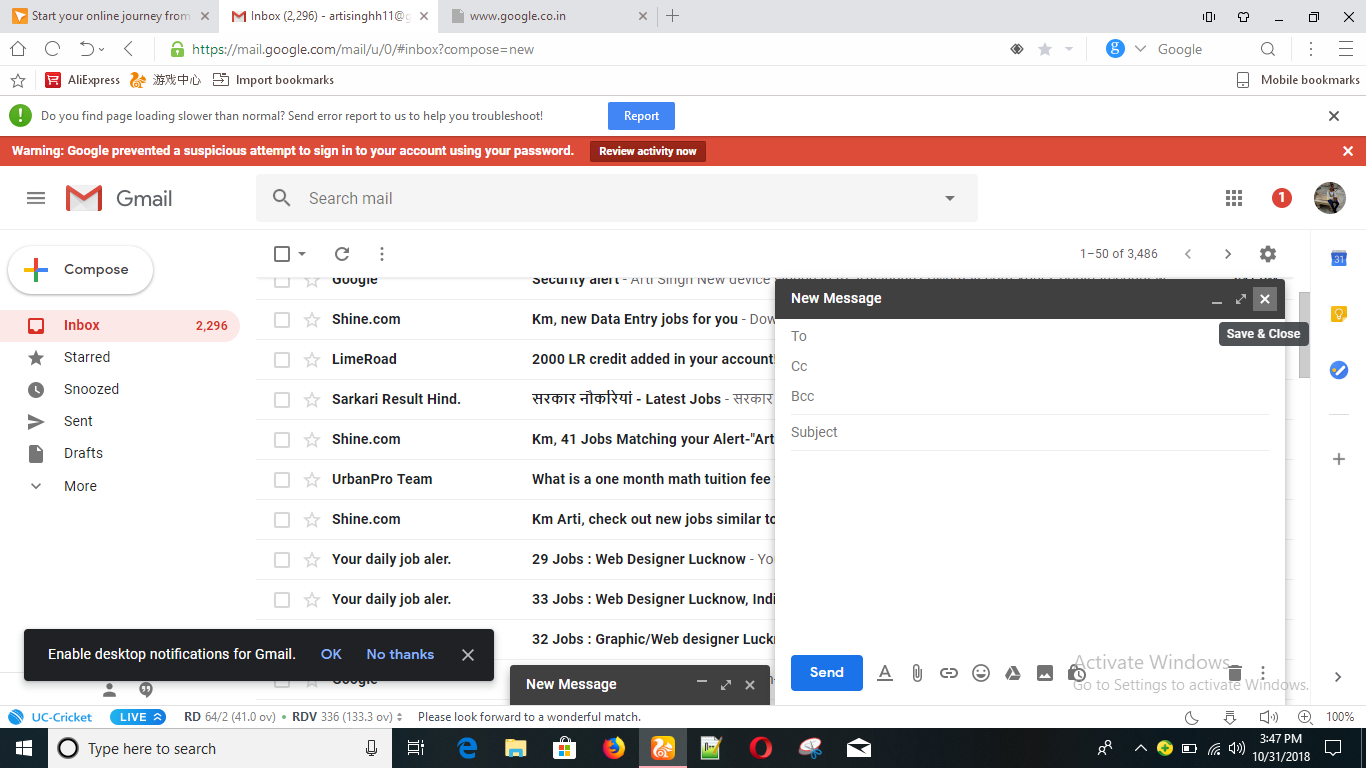 Start your online journey from
Inbox (2,296) - artisinghh11@g
www.google.co.in
https://mail.google.com/mail/u/0/#inbox?compose=new
Google
AliExpress
游戏中心
Import bookmarks
Mobile bookmarks
Do you find page loading slower than normal? Send error report to us to help you troubleshoot!
Report
Warning: Google prevented a suspicious attempt to sign in to your account using your password.
Review activity now
Gmail
Search mail
1
Compose
1–50 of 3,486
31
Inbox 2,296
Starred
Snoozed
Sent
Drafts
More
Google Security alert - Arti Singh New device
Shine.com Km, new Data Entry jobs for you - Dow
LimeRoad 2000 LR credit added in your account!
Sarkari Result Hind. सरकार नौकरियां - Latest Jobs - सरकार
Shine.com Km, 41 Jobs Matching your Alert-"Art
UrbanPro Team What is a one month math tuition fee
Shine.com Km Arti, check out new jobs similar to
Your daily job aler. 29 Jobs : Web Designer Lucknow - Yo
Your daily job aler. 33 Jobs : Web Designer Lucknow, Indi
32 Jobs : Graphic/Web designer Luck
Google
New Message
Save & Close
To
Cc
Bcc
Subject
Send
Activate Windows
Go to Settings to activate Windows.
Enable desktop notifications for Gmail. OK No thanks
New Message
UC-Cricket
LIVE
RD 64/2 (41.0 ov) • RDV 336 (133.3 ov)
Please look forward to a wonderful match.
100%
Type here to search
3:47 PM
10/31/2018